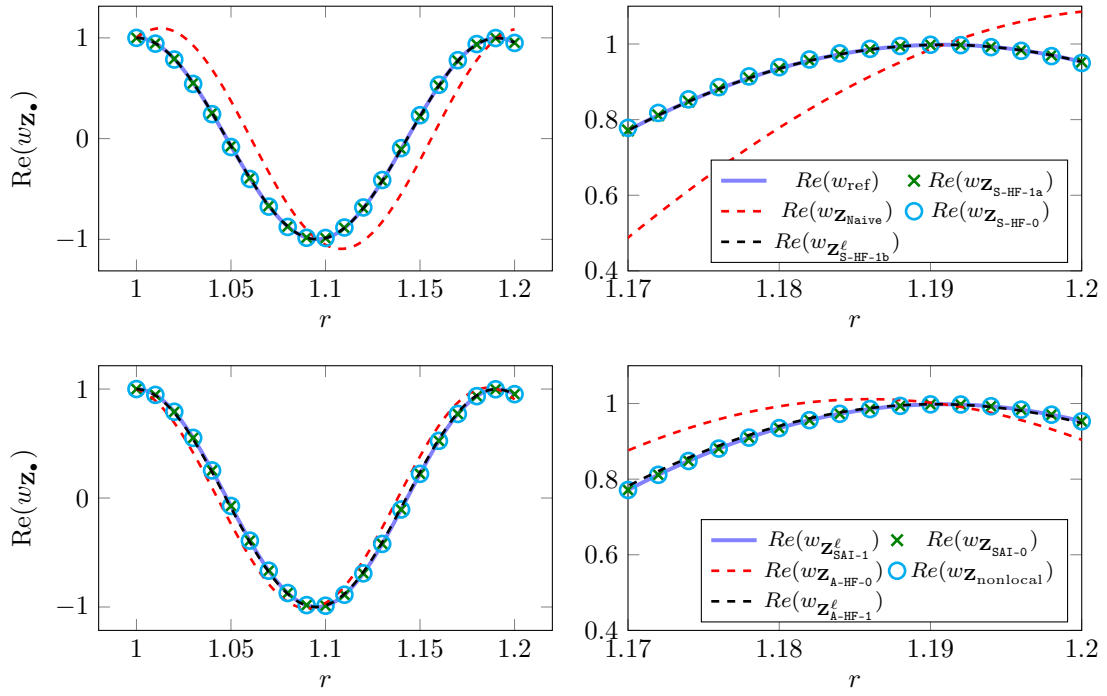 1
0
−1
Re(w_Z•)
1 1.05 1.1 1.15 1.2
r
1
0.8
0.6
0.4
1.17 1.18 1.19 1.2
r
Re(w_ref) Re(w_Z_S-HF-1a)
Re(w_Z_Naive) Re(w_Z_S-HF-0)
Re(w_Z^ℓ_S-HF-1b)
1
0
−1
Re(w_Z•)
1 1.05 1.1 1.15 1.2
r
1
0.8
0.6
0.4
1.17 1.18 1.19 1.2
r
Re(w_Z^ℓ_SAI-1) Re(w_Z_SAI-0)
Re(w_Z_A-HF-0) Re(w_Z_nonlocal)
Re(w_Z^ℓ_A-HF-1)